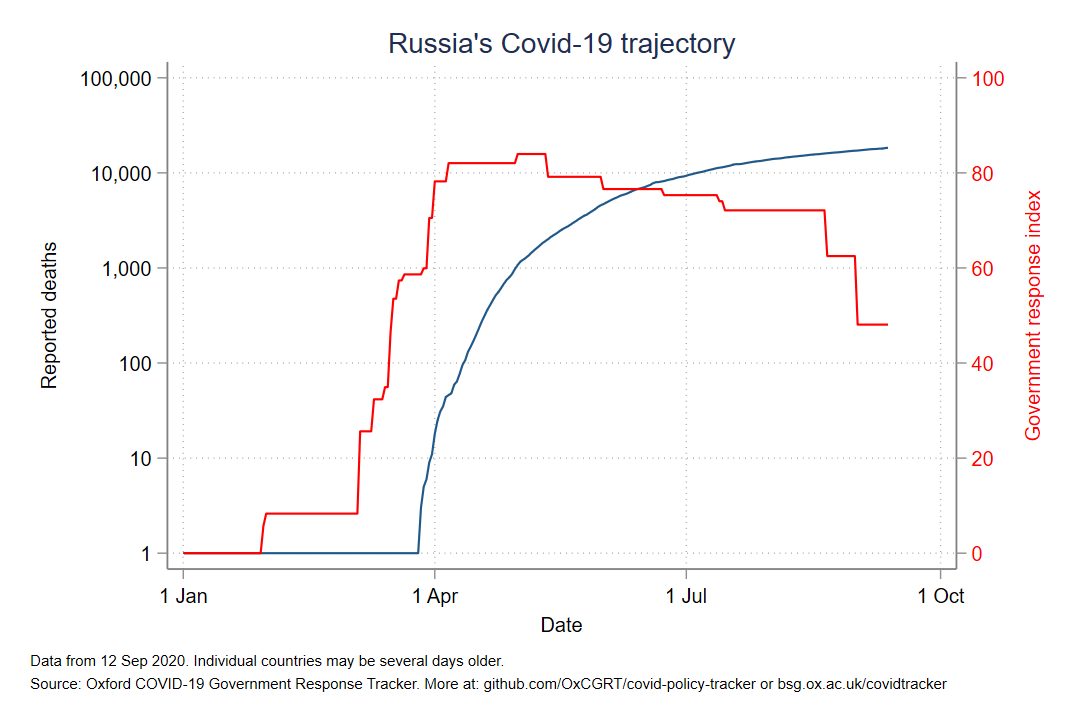 Russia's Covid-19 trajectory
100,000
10,000
1,000
100
10
1
Reported deaths
100
80
60
40
20
0
Government response index
1 Jan
1 Apr
1 Jul
1 Oct
Date
Data from 12 Sep 2020. Individual countries may be several days older.
Source: Oxford COVID-19 Government Response Tracker. More at: github.com/OxCGRT/covid-policy-tracker or bsg.ox.ac.uk/covidtracker